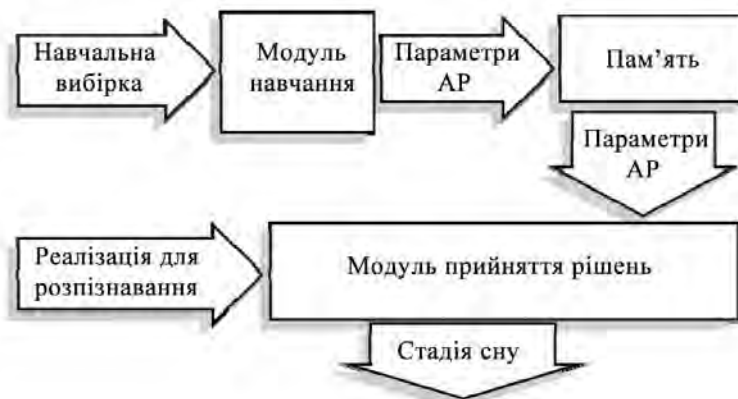 Навчальна
вибірка
Модуль
навчання
Параметри
АР
Пам’ять
Параметри
АР
Реалізація для
розпізнавання
Модуль прийняття рішень
Стадія сну